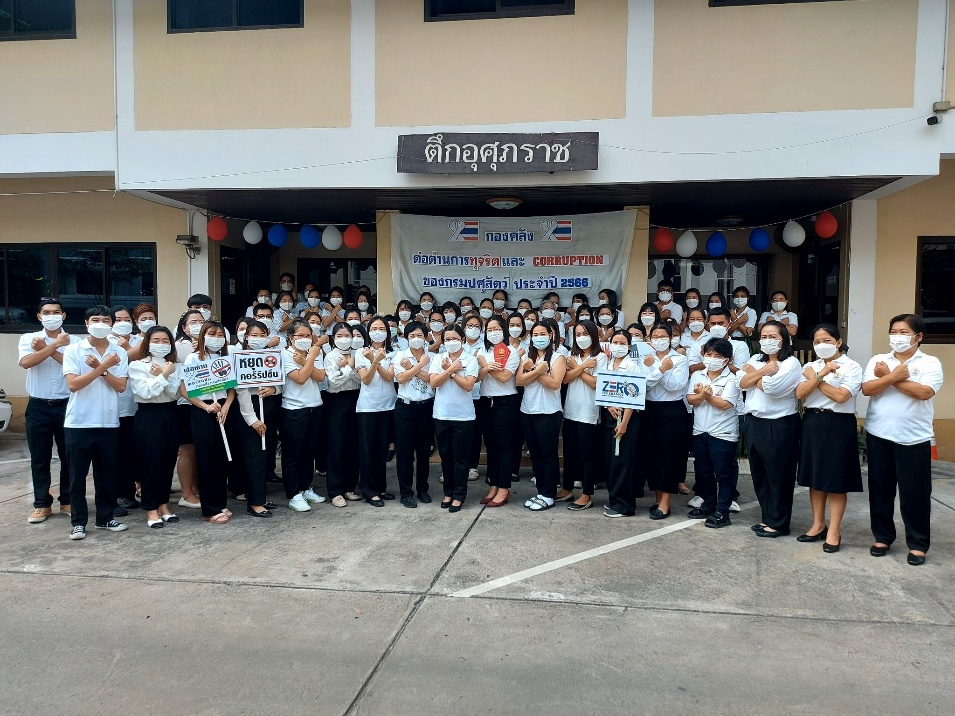 ตึกอุศุภราช
กองคลัง
ต่อต้านการทุจริตและ CORRUPTION
ของกรมปศุสัตว์ ประจำปี 2566
หยุด
คอร์รัปชั่น
ZERO